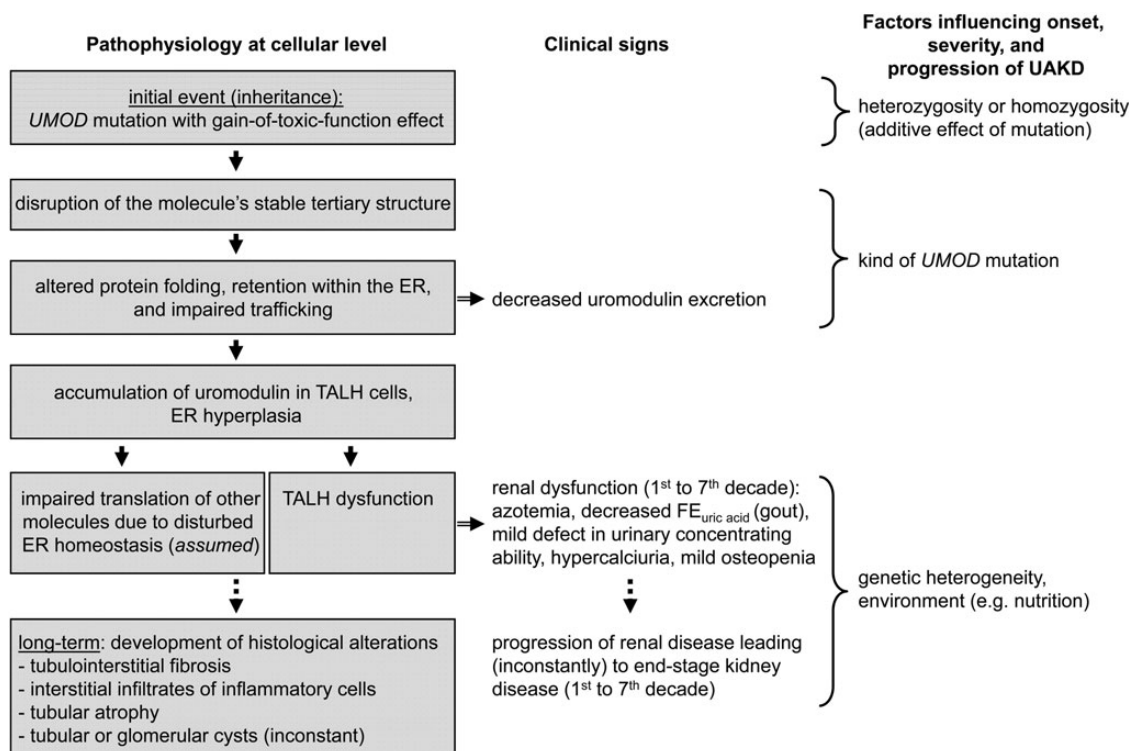 Pathophysiology at cellular level
Clinical signs
Factors influencing onset,
severity, and
progression of UAKD
initial event (inheritance):
UMOD mutation with gain-of-toxic-function effect
heterozygosity or homozygosity
(additive effect of mutation)
disruption of the molecule's stable tertiary structure
altered protein folding, retention within the ER,
and impaired trafficking
decreased uromodulin excretion
kind of UMOD mutation
accumulation of uromodulin in TALH cells,
ER hyperplasia
impaired translation of other
molecules due to disturbed
ER homeostasis (assumed)
TALH dysfunction
renal dysfunction (1st to 7th decade):
azotemia, decreased FEuric acid (gout),
mild defect in urinary concentrating
ability, hypercalciuria, mild osteopenia
genetic heterogeneity,
environment (e.g. nutrition)
long-term: development of histological alterations
- tubulointerstitial fibrosis
- interstitial infiltrates of inflammatory cells
- tubular atrophy
- tubular or glomerular cysts (inconstant)
progression of renal disease leading
(inconstantly) to end-stage kidney
disease (1st to 7th decade)